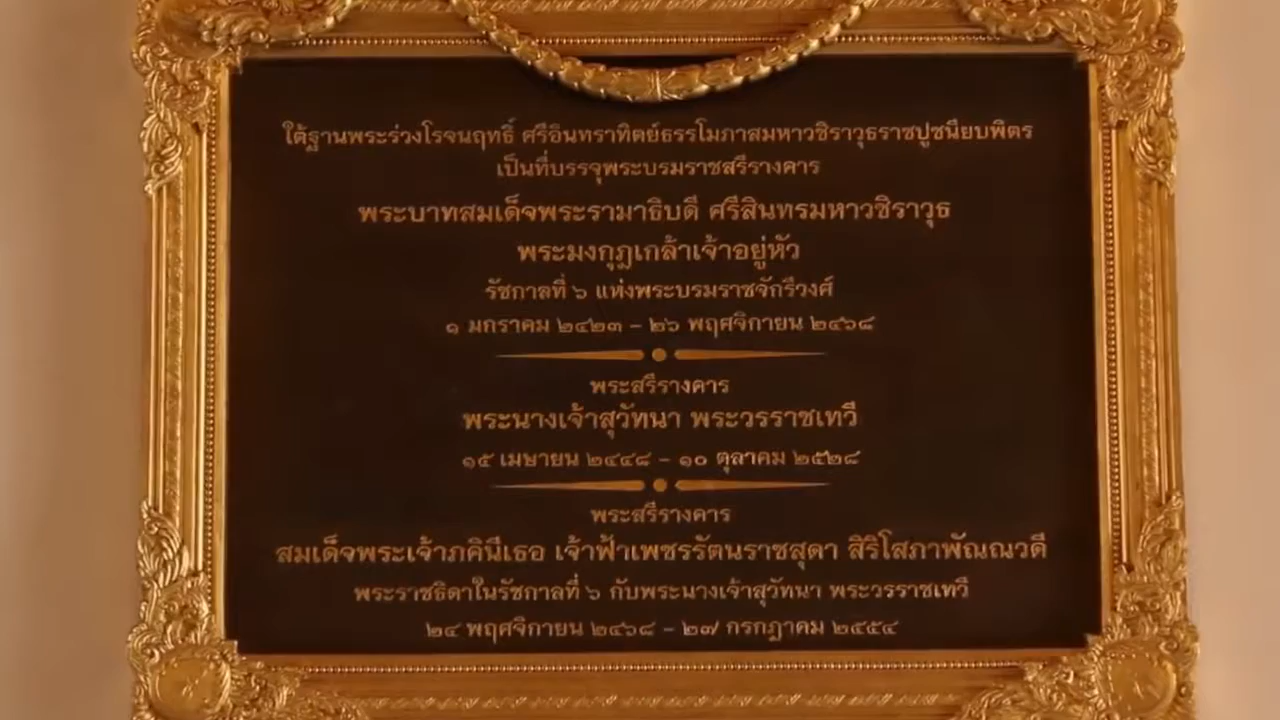 ใต้ฐานพระร่วงโรจนฤทธิ์ ศรีอินทราทิตย์ธรรโมภาสมหาวชิราวุธราชปูชนียบพิตร
เป็นที่บรรจุพระบรมราชสรีรางคาร
พระบาทสมเด็จพระรามาธิบดี ศรีสินทรมหาวชิราวุธ
พระมงกุฎเกล้าเจ้าอยู่หัว
รัชกาลที่ ๖ แห่งพระบรมราชจักรีวงศ์
๑ มกราคม ๒๔๒๓ – ๒๖ พฤศจิกายน ๒๔๖๘
พระสรีรางคาร
พระนางเจ้าสุวัทนา พระวรราชเทวี
๑๕ เมษายน ๒๔๔๘ – ๑๐ ตุลาคม ๒๕๒๘
พระสรีรางคาร
สมเด็จพระเจ้าภคินีเธอ เจ้าฟ้าเพชรรัตนราชสุดา สิริโสภาพัณณวดี
พระราชธิดาในรัชกาลที่ ๖ กับพระนางเจ้าสุวัทนา พระวรราชเทวี
๒๔ พฤศจิกายน ๒๔๖๘ – ๒๗ กรกฎาคม ๒๕๕๔